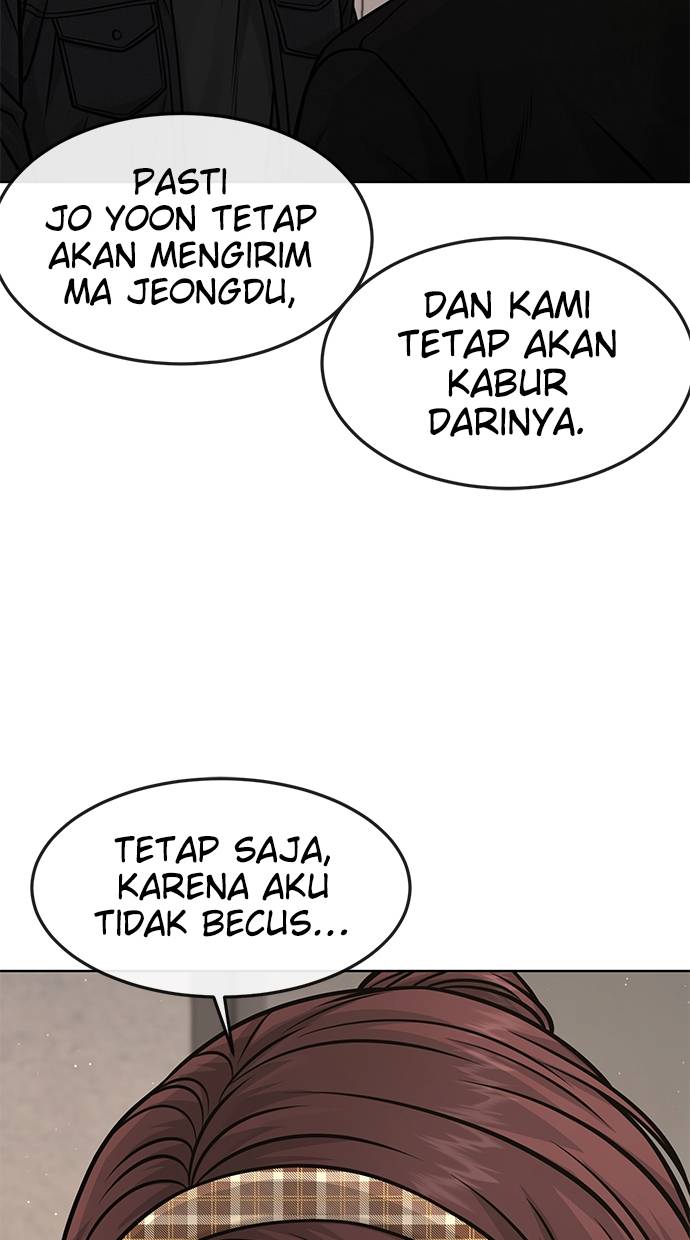 PASTI
JO YOON TETAP
AKAN MENGIRIM
MA JEONGDU,
DAN KAMI
TETAP AKAN
KABUR
DARINYA.
TETAP SAJA,
KARENA AKU
TIDAK BECUS...